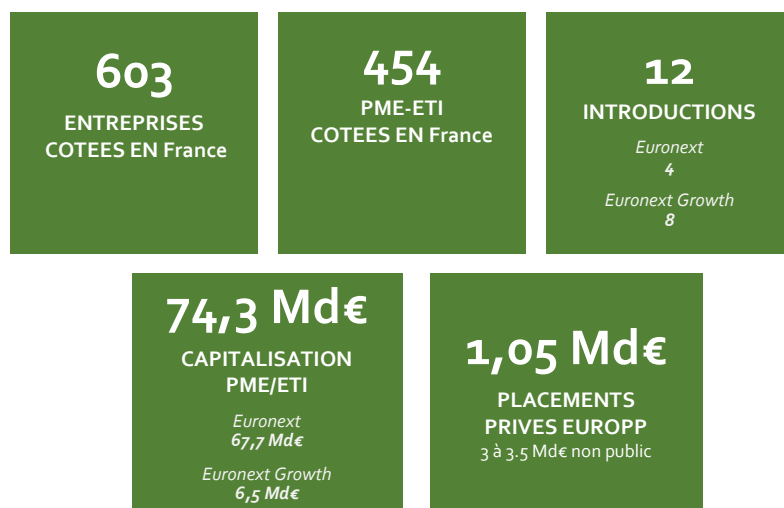 603
ENTREPRISES
COTEES EN France
454
PME-ETI
COTEES EN France
12
INTRODUCTIONS
Euronext
4
Euronext Growth
8
74,3 Md€
CAPITALISATION
PME/ETI
Euronext
67,7 Md€
Euronext Growth
6,5 Md€
1,05 Md€
PLACEMENTS
PRIVES EUROPP
3 à 3.5 Md€ non public